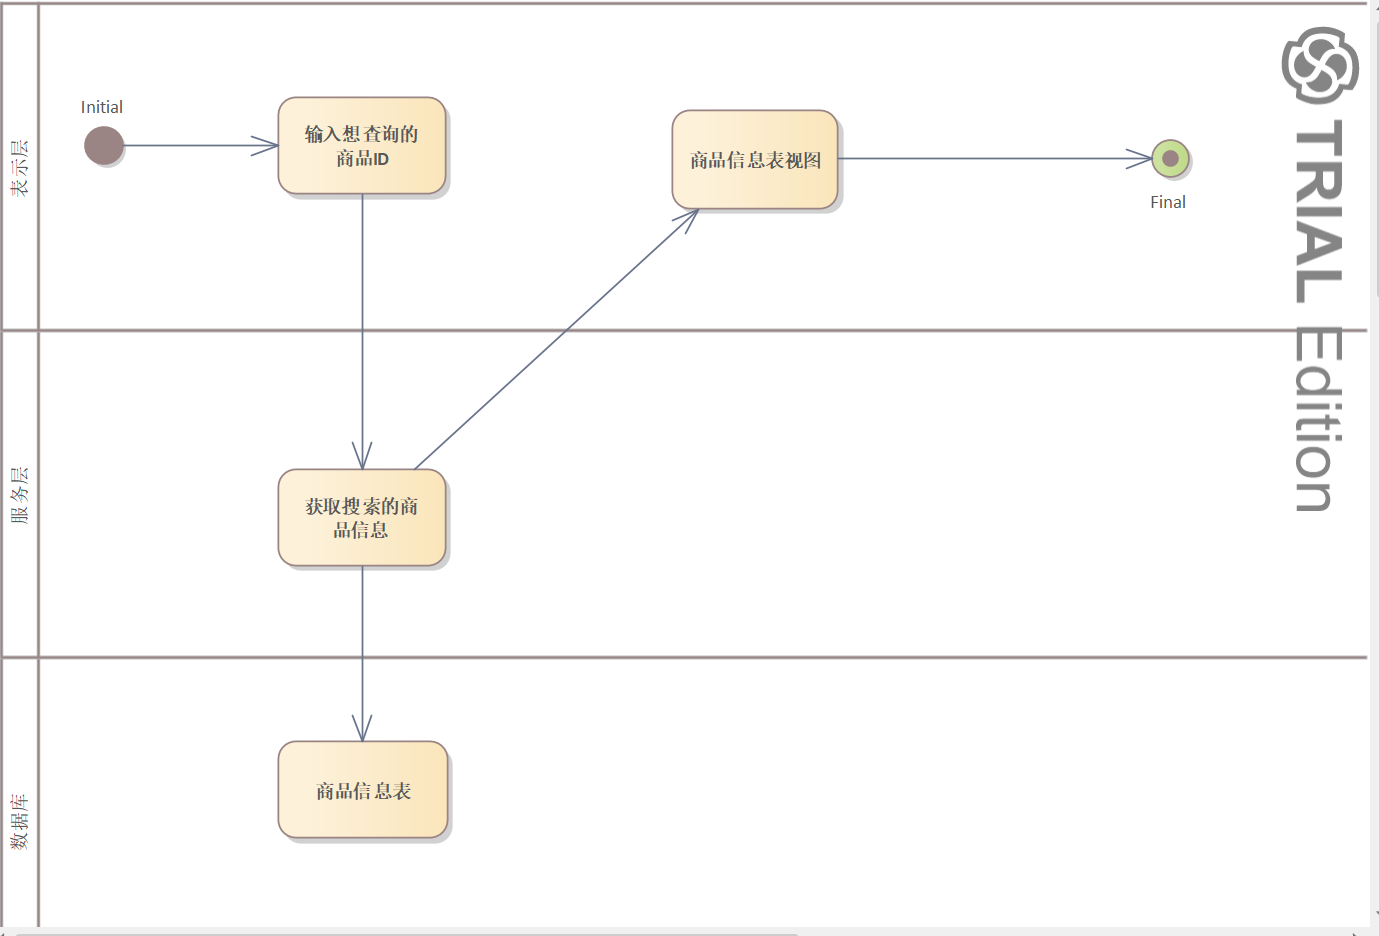 Initial
输入想查询的
商品ID
商品信息表视图
Final
表示层
获取搜索的商
品信息
服务层
商品信息表
数据库
TRIAL Edition